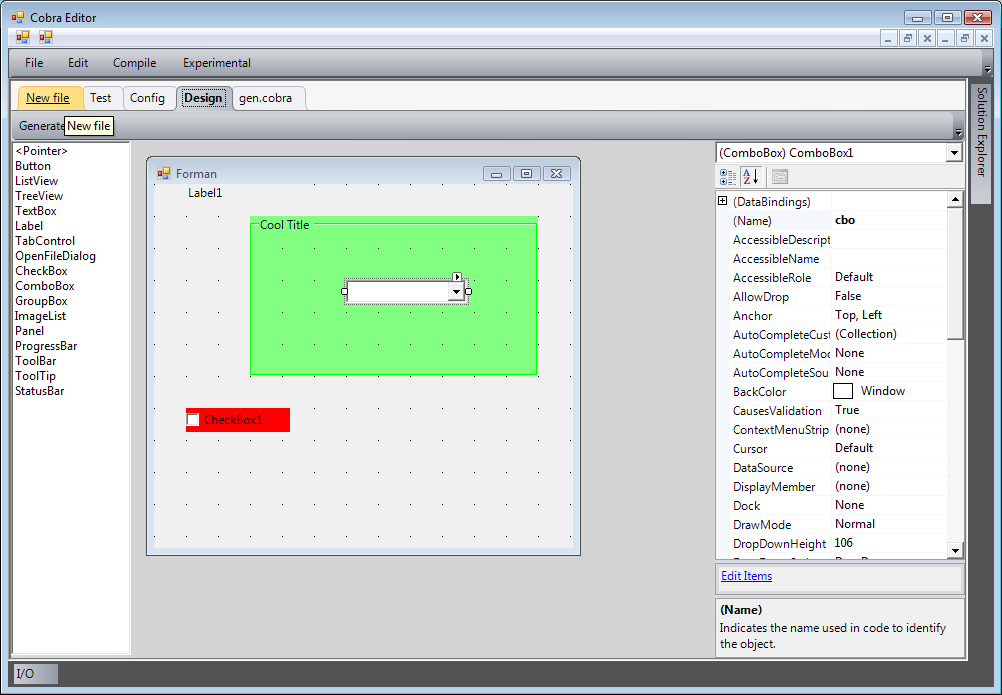 Cobra Editor
File Edit Compile Experimental
New file Test Config Design gen.cobra
Generate New file
Solution Explorer
<Pointer>
Button
ListView
TreeView
TextBox
Label
TabControl
OpenFileDialog
CheckBox
ComboBox
GroupBox
ImageList
Panel
ProgressBar
ToolBar
ToolTip
StatusBar
Forman
Label1
Cool Title
CheckBox1
(ComboBox) ComboBox1
(DataBindings)
(Name) cbo
AccessibleDescript
AccessibleName
AccessibleRole Default
AllowDrop False
Anchor Top, Left
AutoCompleteCust (Collection)
AutoCompleteMod None
AutoCompleteSou None
BackColor Window
CausesValidation True
ContextMenuStrip (none)
Cursor Default
DataSource (none)
DisplayMember (none)
Dock None
DrawMode Normal
DropDownHeight 106
Edit Items
(Name)
Indicates the name used in code to identify
the object.
I/O